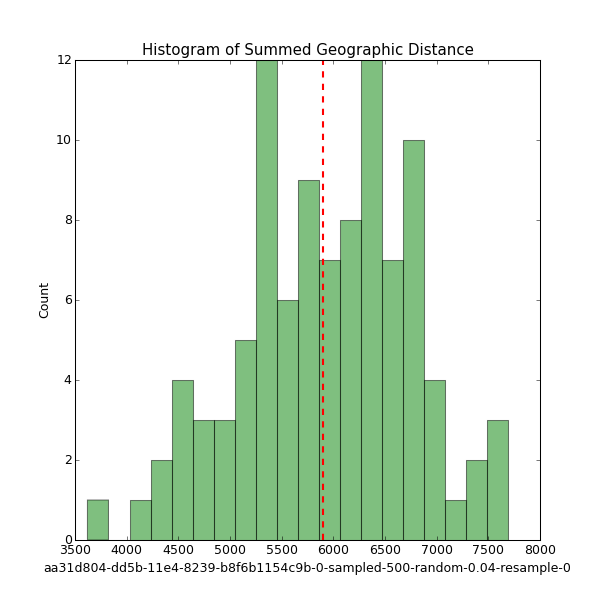 Histogram of Summed Geographic Distance
12
10
8
6
4
2
0
Count
3500 4000 4500 5000 5500 6000 6500 7000 7500 8000
aa31d804-dd5b-11e4-8239-b8f6b1154c9b-0-sampled-500-random-0.04-resample-0